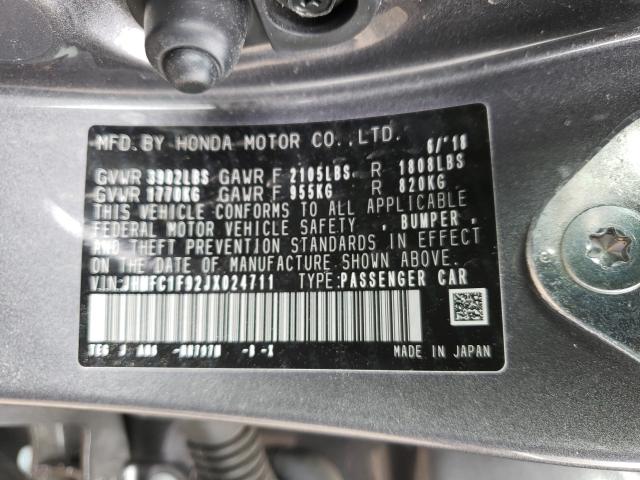 MFD. BY HONDA MOTOR CO., LTD. 6/18
GVWR 3902LBS GAWR F 2105LBS R 1808LBS
GVWR 1770KG GAWR F 955KG R 820KG
THIS VEHICLE CONFORMS TO ALL APPLICABLE
FEDERAL MOTOR VEHICLE SAFETY , BUMPER ,
AND THEFT PREVENTION STANDARDS IN EFFECT
ON THE DATE OF MANUFACTURE SHOWN ABOVE.
V.I.N: JHMFC1F92JX024711 TYPE: PASSENGER CAR
MADE IN JAPAN